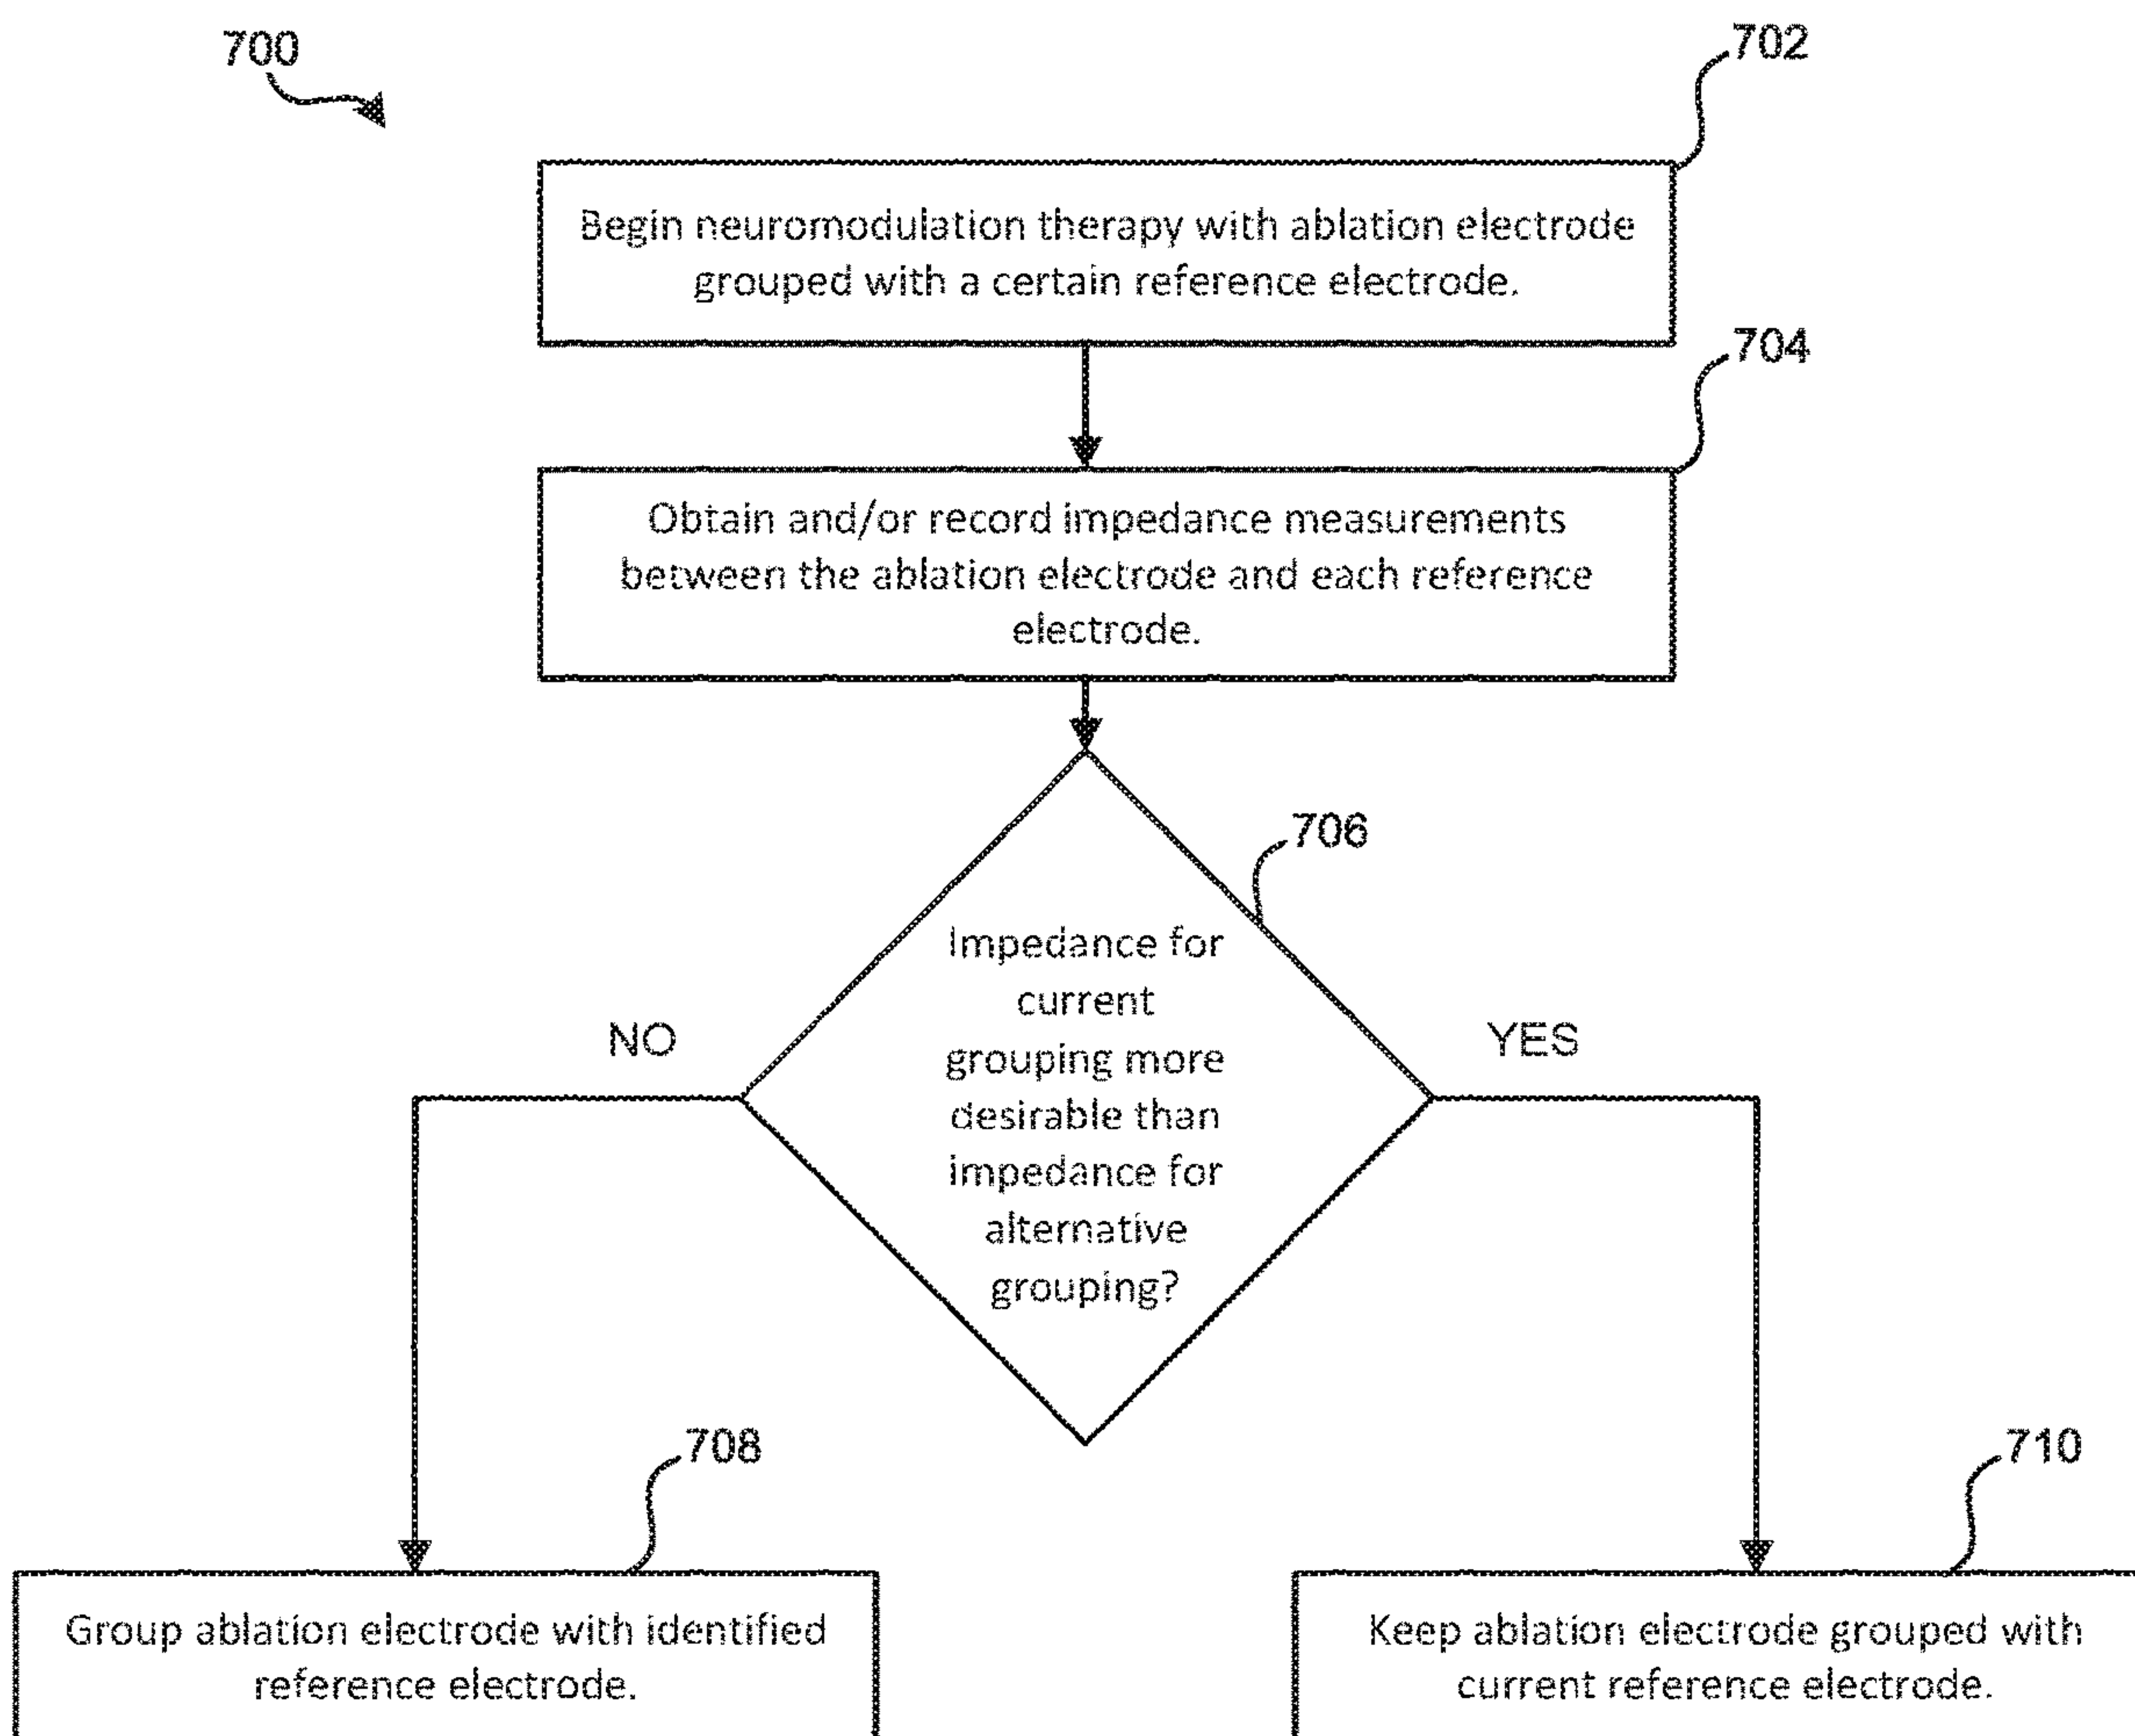 700
702
Begin neuromodulation therapy with ablation electrode
grouped with a certain reference electrode.
704
Obtain and/or record impedance measurements
between the ablation electrode and each reference
electrode.
706
Impedance for
current
grouping more
desirable than
impedance for
alternative
grouping?
NO
YES
708
710
Group ablation electrode with identified
reference electrode.
Keep ablation electrode grouped with
current reference electrode.